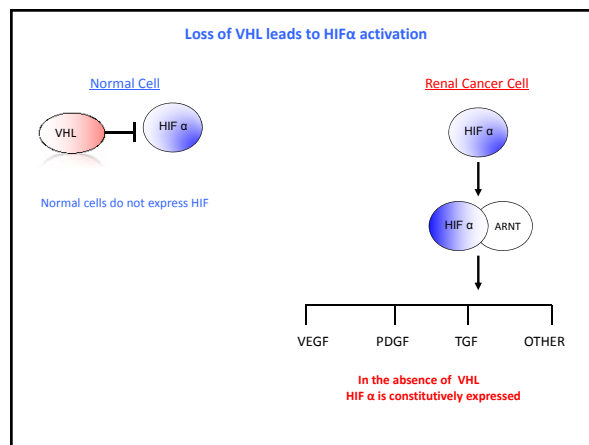 Loss of VHL leads to HIFα activation
Normal Cell
VHL
HIF α
Normal cells do not express HIF
Renal Cancer Cell
HIF α
HIF α
ARNT
VEGF PDGF TGF OTHER
In the absence of VHL
HIF α is constitutively expressed